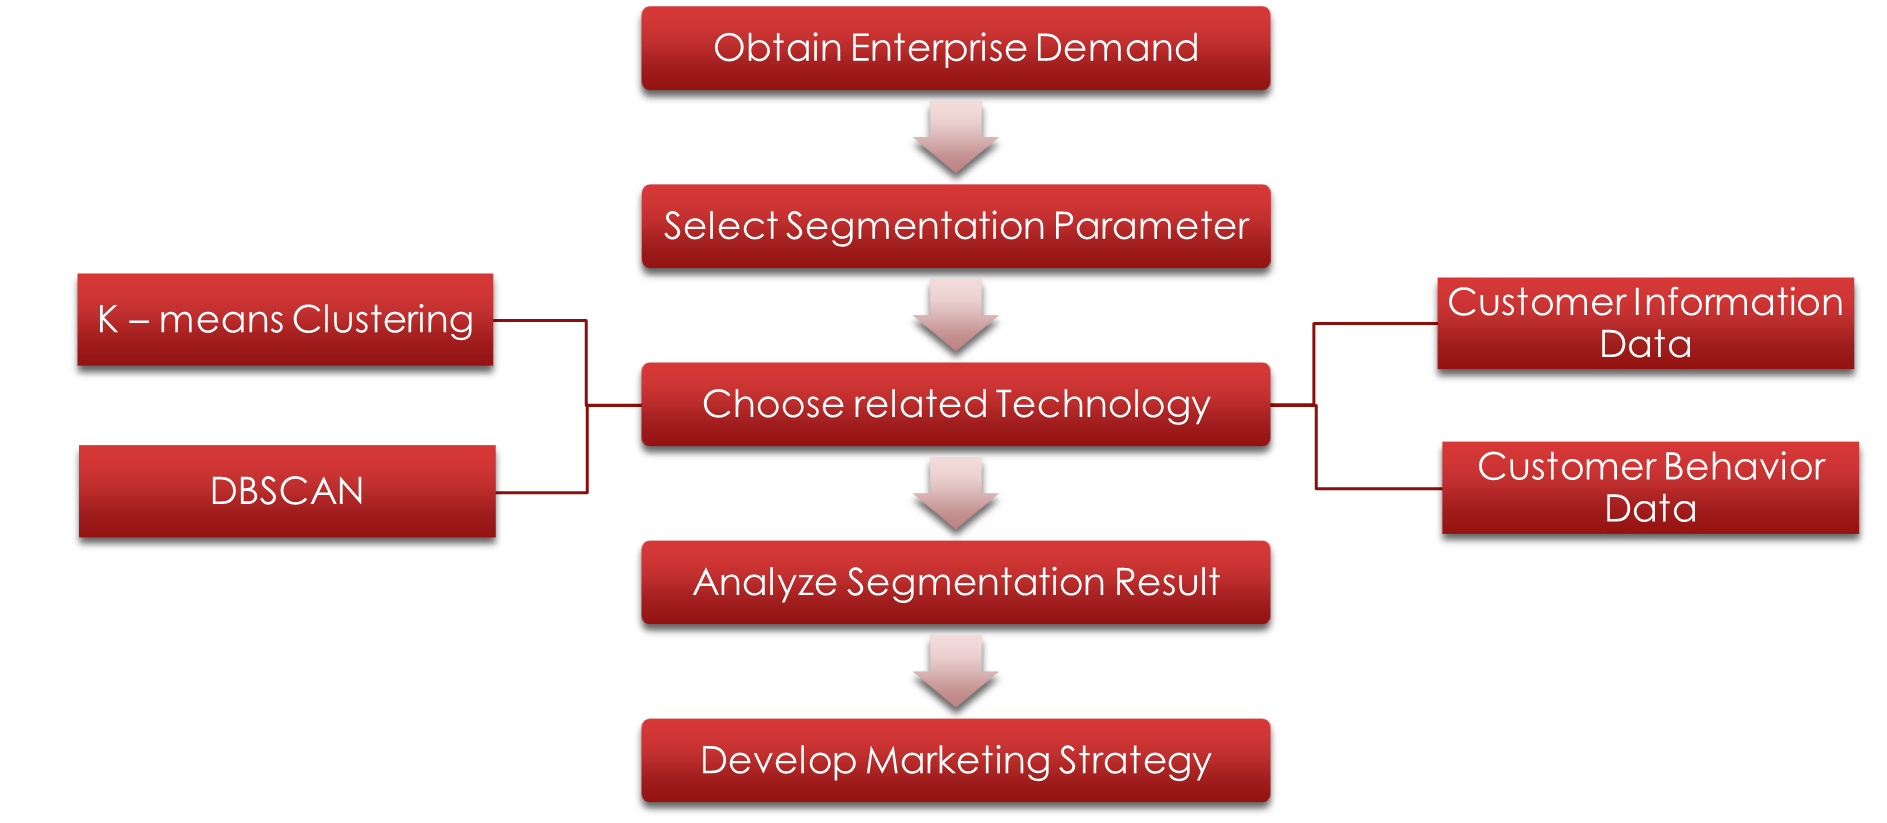 Obtain Enterprise Demand
Select Segmentation Parameter
K – means Clustering
Customer Information
Data
Choose related Technology
DBSCAN
Customer Behavior
Data
Analyze Segmentation Result
Develop Marketing Strategy